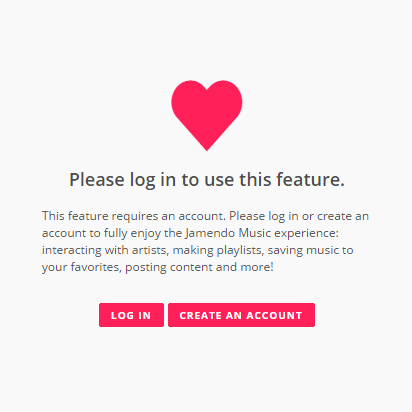 Please log in to use this feature.
This feature requires an account. Please log in or create an
account to fully enjoy the Jamendo Music experience:
interacting with artists, making playlists, saving music to
your favorites, posting content and more!
LOG IN
CREATE AN ACCOUNT